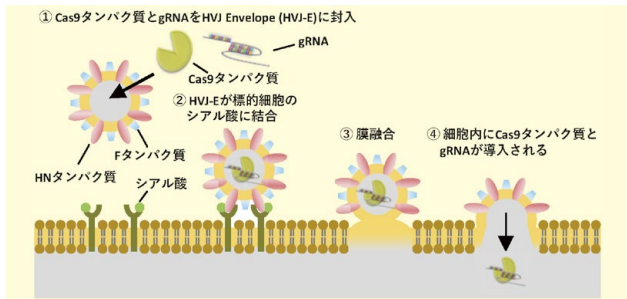 ① Cas9タンパク質とgRNAをHVJ Envelope (HVJ-E)に封入
gRNA
Cas9タンパク質
② HVJ-Eが標的細胞の
シアル酸に結合
Fタンパク質
HNタンパク質
シアル酸
③ 膜融合
④ 細胞内にCas9タンパク質と
gRNAが導入される